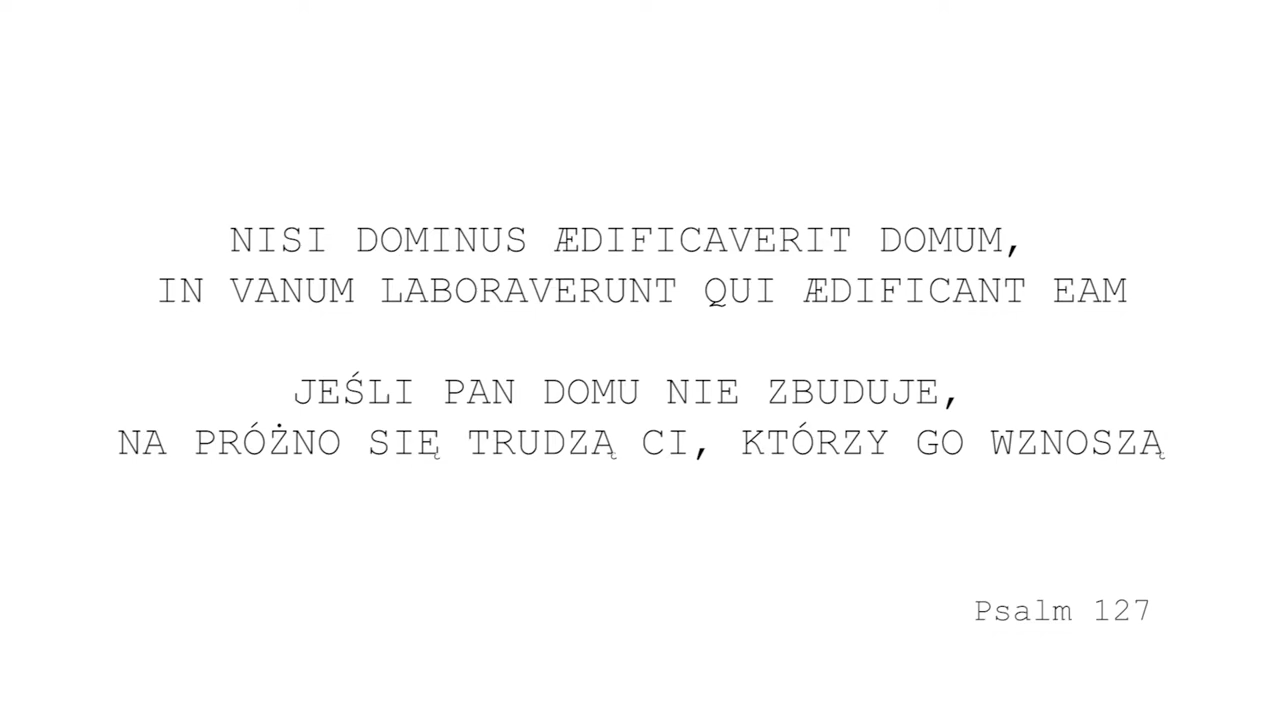 NISI DOMINUS ÆDIFICAVERIT DOMUM,
IN VANUM LABORAVERUNT QUI ÆDIFICANT EAM
JEŚLI PAN DOMU NIE ZBUDUJE,
NA PRÓŻNO SIĘ TRUDZĄ CI, KTÓRZY GO WZNOSZĄ
Psalm 127